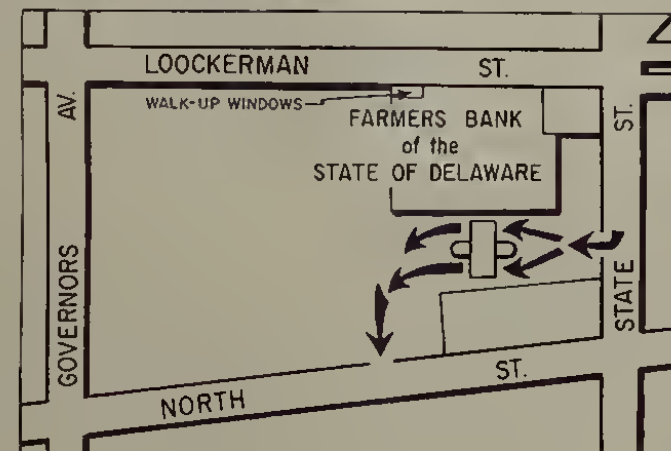 LOOCKERMAN ST.
WALK-UP WINDOWS
FARMERS BANK
of the
STATE OF DELAWARE
GOVERNORS AV.
STATE ST.
NORTH ST.